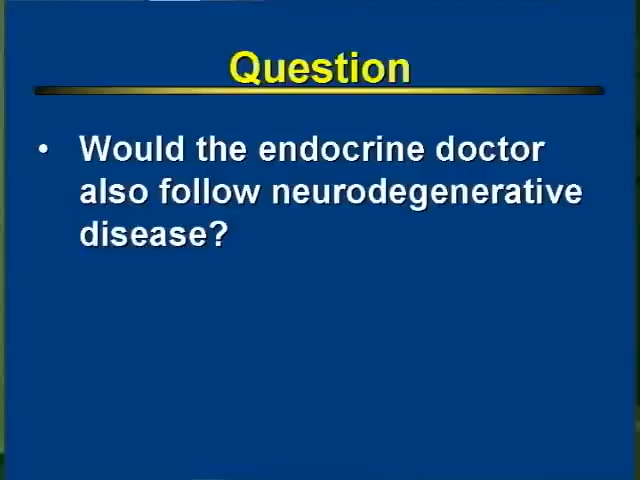 Question
• Would the endocrine doctor
also follow neurodegenerative
disease?